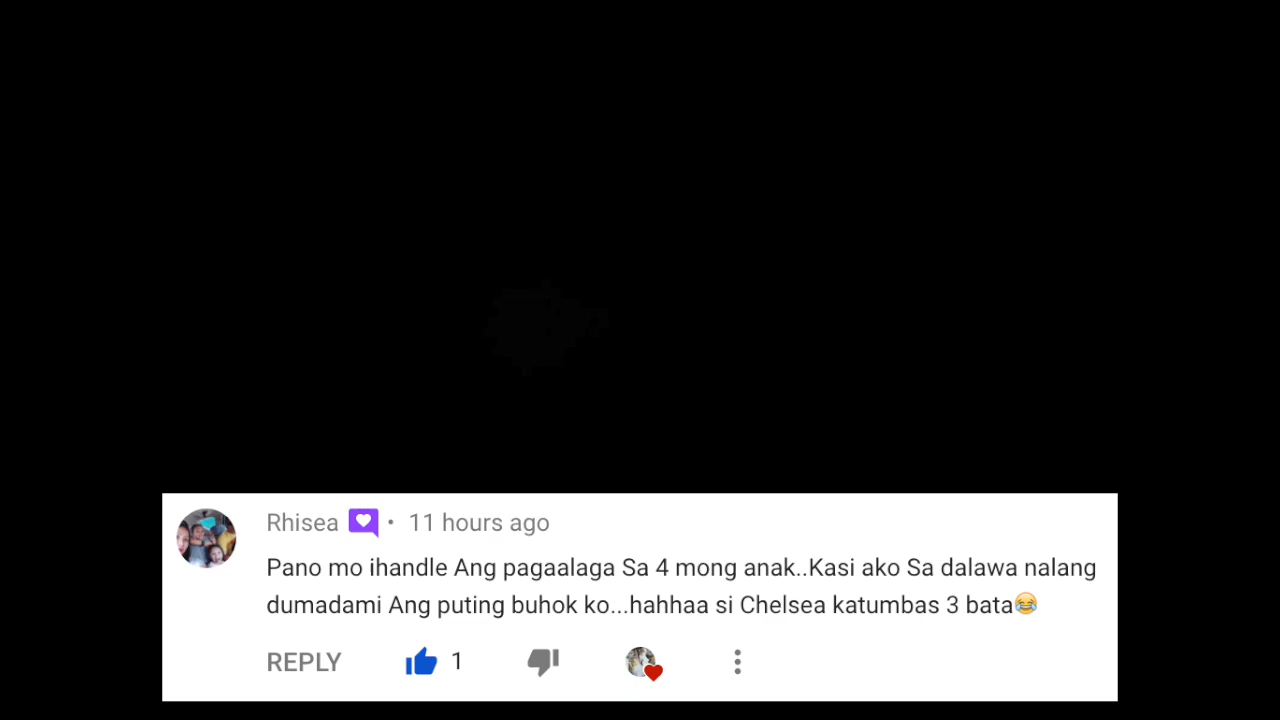 Rhisea • 11 hours ago
Pano mo ihandle Ang pagaalaga Sa 4 mong anak..Kasi ako Sa dalawa nalang
dumadami Ang puting buhok ko...hahhaa si Chelsea katumbas 3 bata😂
REPLY 1